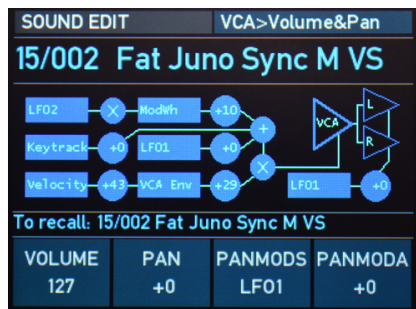 SOUND EDIT VCA>Volume&Pan
15/002 Fat Juno Sync M VS
LFO2 X ModWh +10 L
Keytrack +0 LFO1 +0 + VCA R
Velocity +43 VCA Env +29 X LFO1 +0
To recall: 15/002 Fat Juno Sync M VS
VOLUME PAN PANMODS PANMODA
127 +0 LFO1 +0